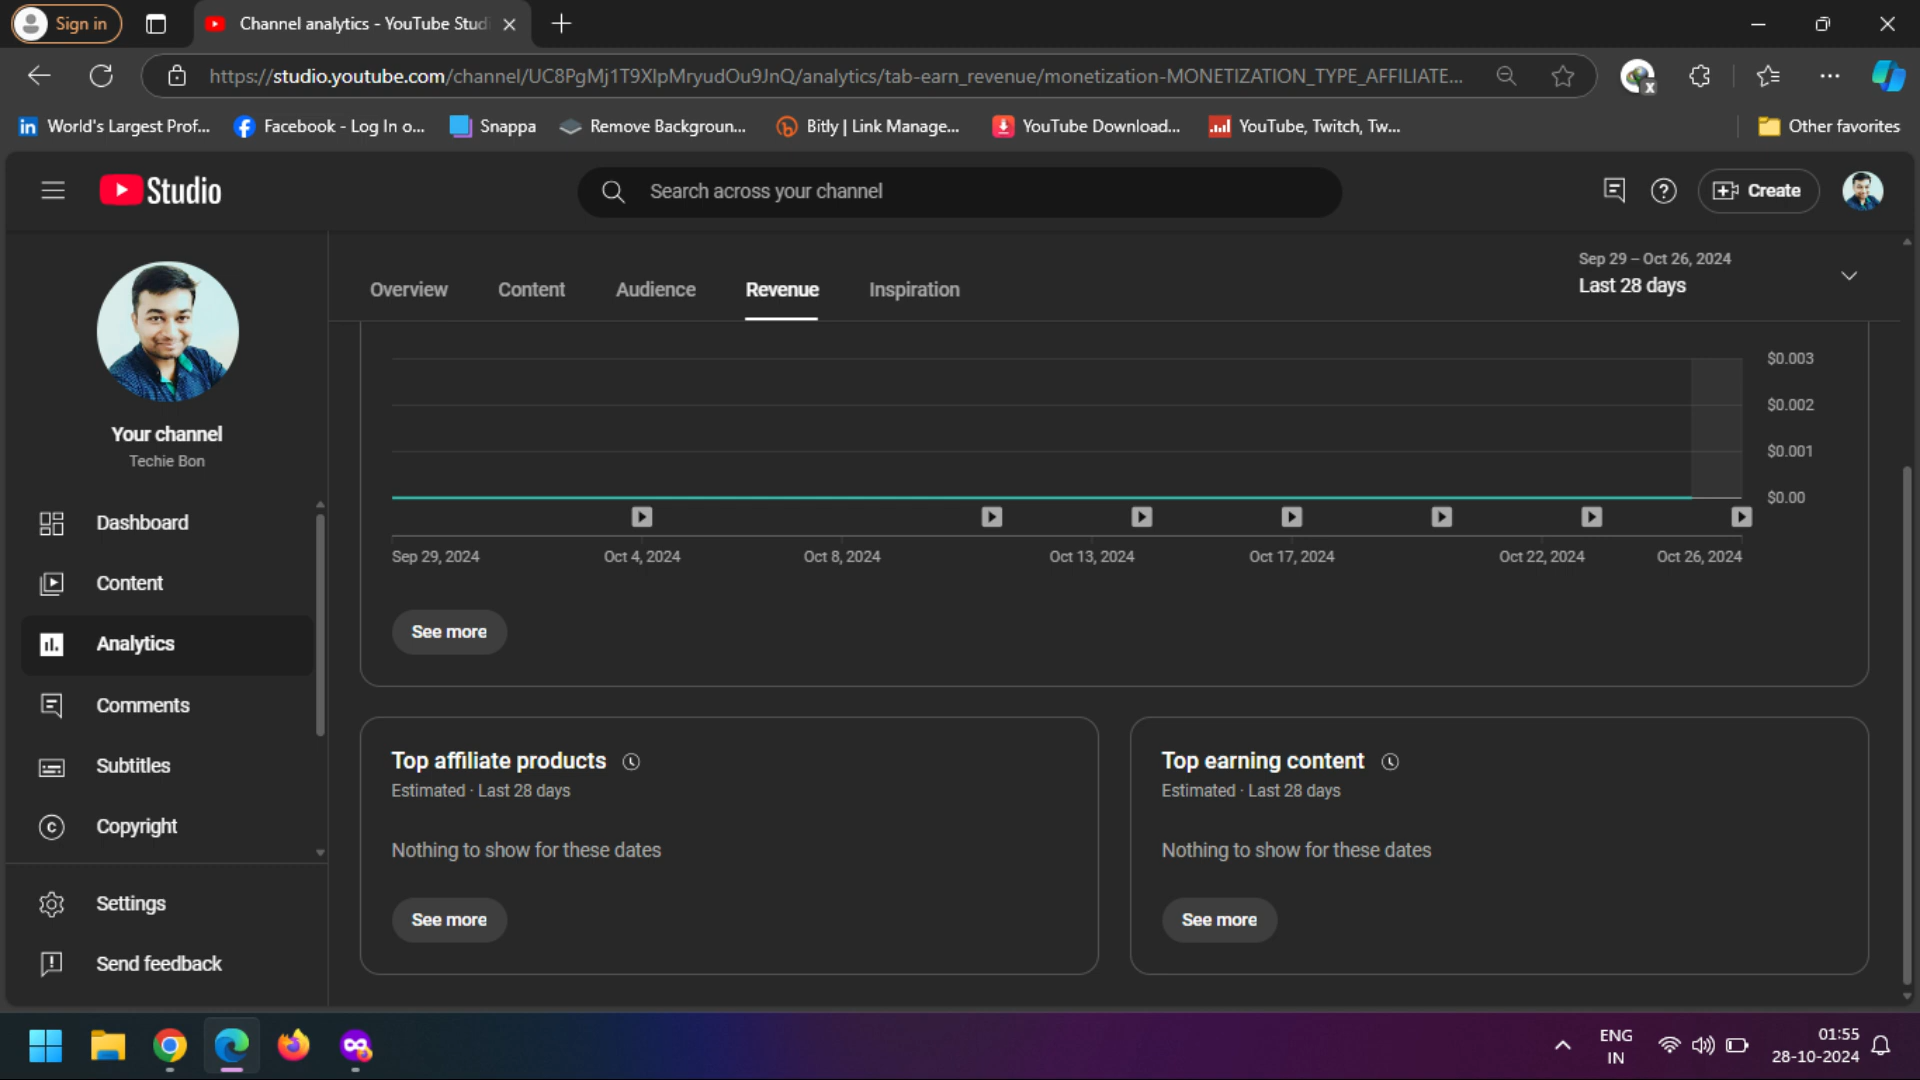 Sign in
Channel analytics - YouTube Studi
https://studio.youtube.com/channel/UC8PgMj1T9XIpMryudOu9JnQ/analytics/tab-earn_revenue/monetization-MONETIZATION_TYPE_AFFILIATE...
World's Largest Prof...
Facebook - Log In o...
Snappa
Remove Backgroun...
Bitly | Link Manage...
YouTube Download...
YouTube, Twitch, Tw...
Other favorites
Studio
Search across your channel
Create
Your channel
Techie Bon
Dashboard
Content
Analytics
Comments
Subtitles
Copyright
Settings
Send feedback
Overview
Content
Audience
Revenue
Inspiration
Sep 29 – Oct 26, 2024
Last 28 days
$0.003
$0.002
$0.001
$0.00
Sep 29, 2024
Oct 4, 2024
Oct 8, 2024
Oct 13, 2024
Oct 17, 2024
Oct 22, 2024
Oct 26, 2024
See more
Top affiliate products
Estimated · Last 28 days
Nothing to show for these dates
See more
Top earning content
Estimated · Last 28 days
Nothing to show for these dates
See more
ENG
IN
01:55
28-10-2024